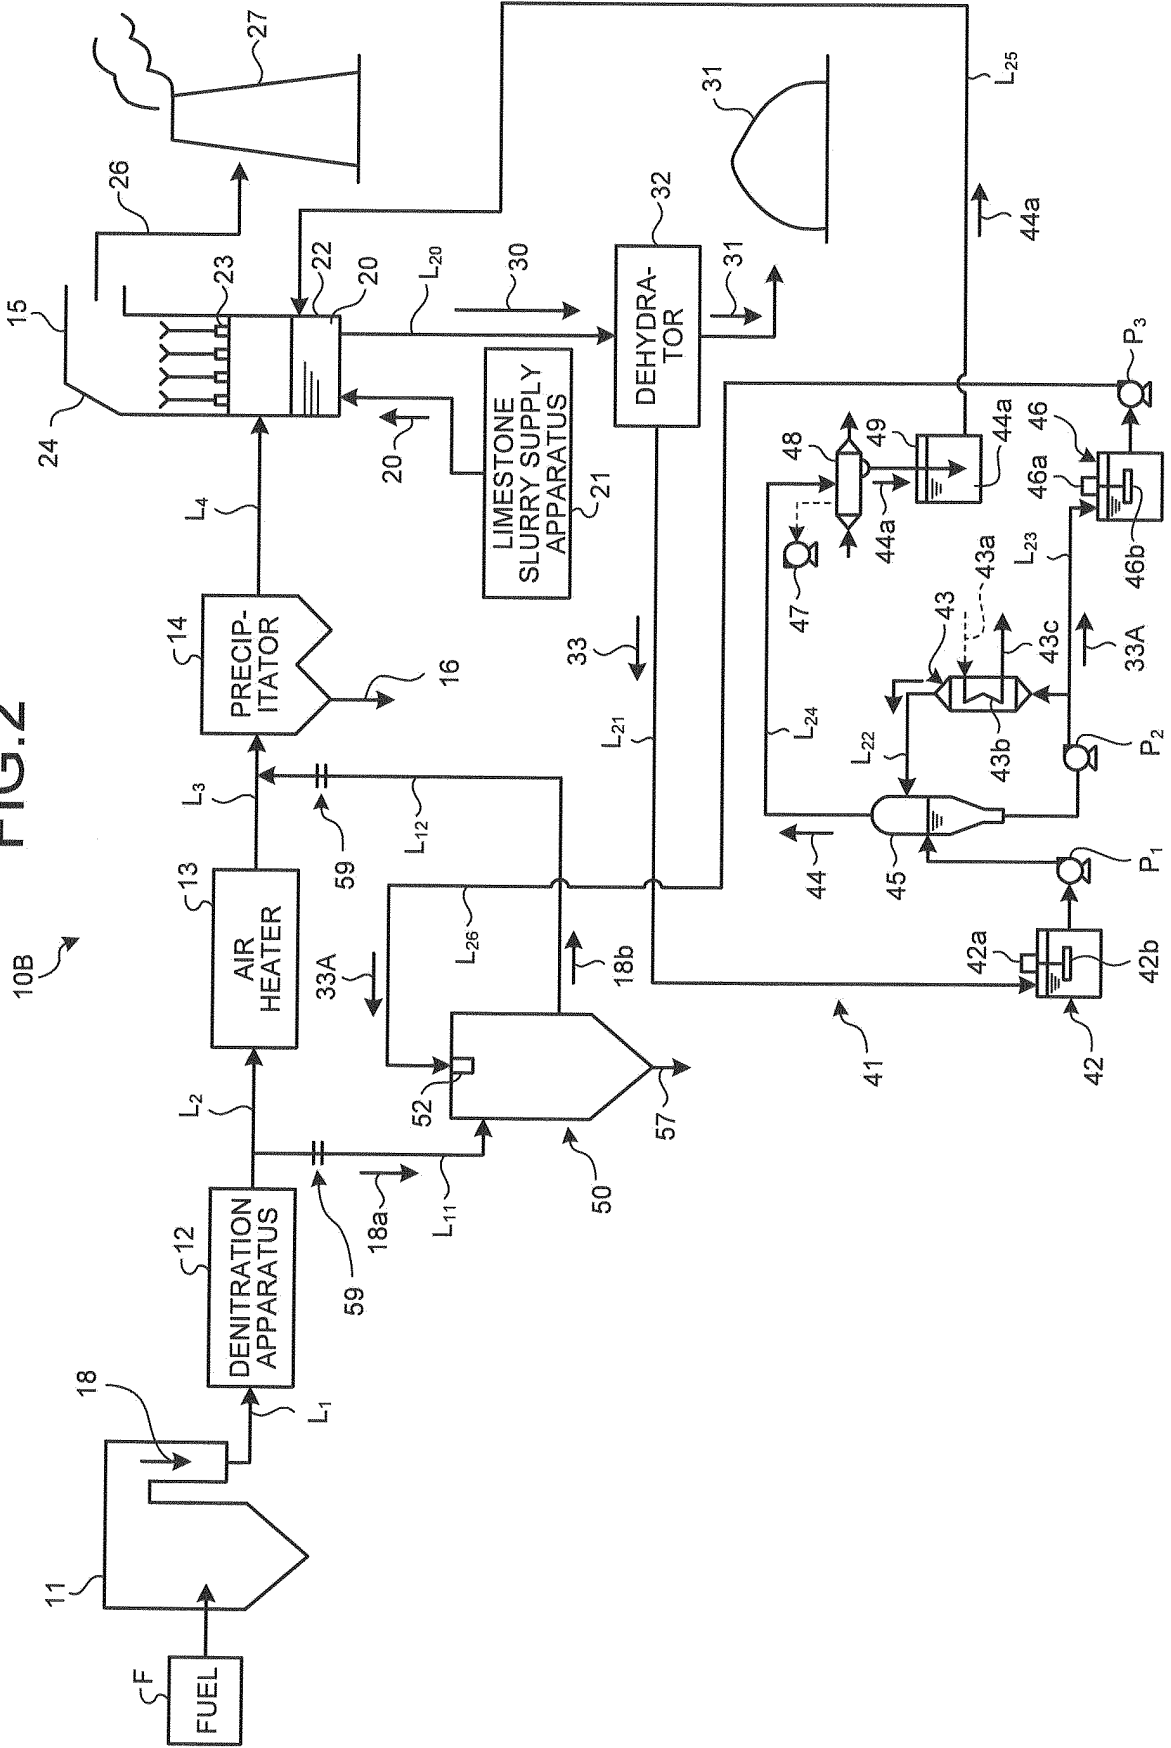 FIG.2
10B
F
FUEL
11
18
L1
12
DENITRATION
APPARATUS
L2
13
AIR
HEATER
L3
14
PRECIP-
ITATOR
16
L4
24
15
23
22
20
26
27
59
18a
L11
59
L12
33A
52
50
57
18b
L26
20
LIMESTONE
SLURRY SUPPLY
APPARATUS
21
L20
30
32
DEHYDRA-
TOR
31
31
33
L21
L25
41
42
42a
42b
P1
44
45
L22
L24
43
43a
43b
43c
P2
33A
L23
47
48
44a
49
44a
44a
46
46a
46b
P3